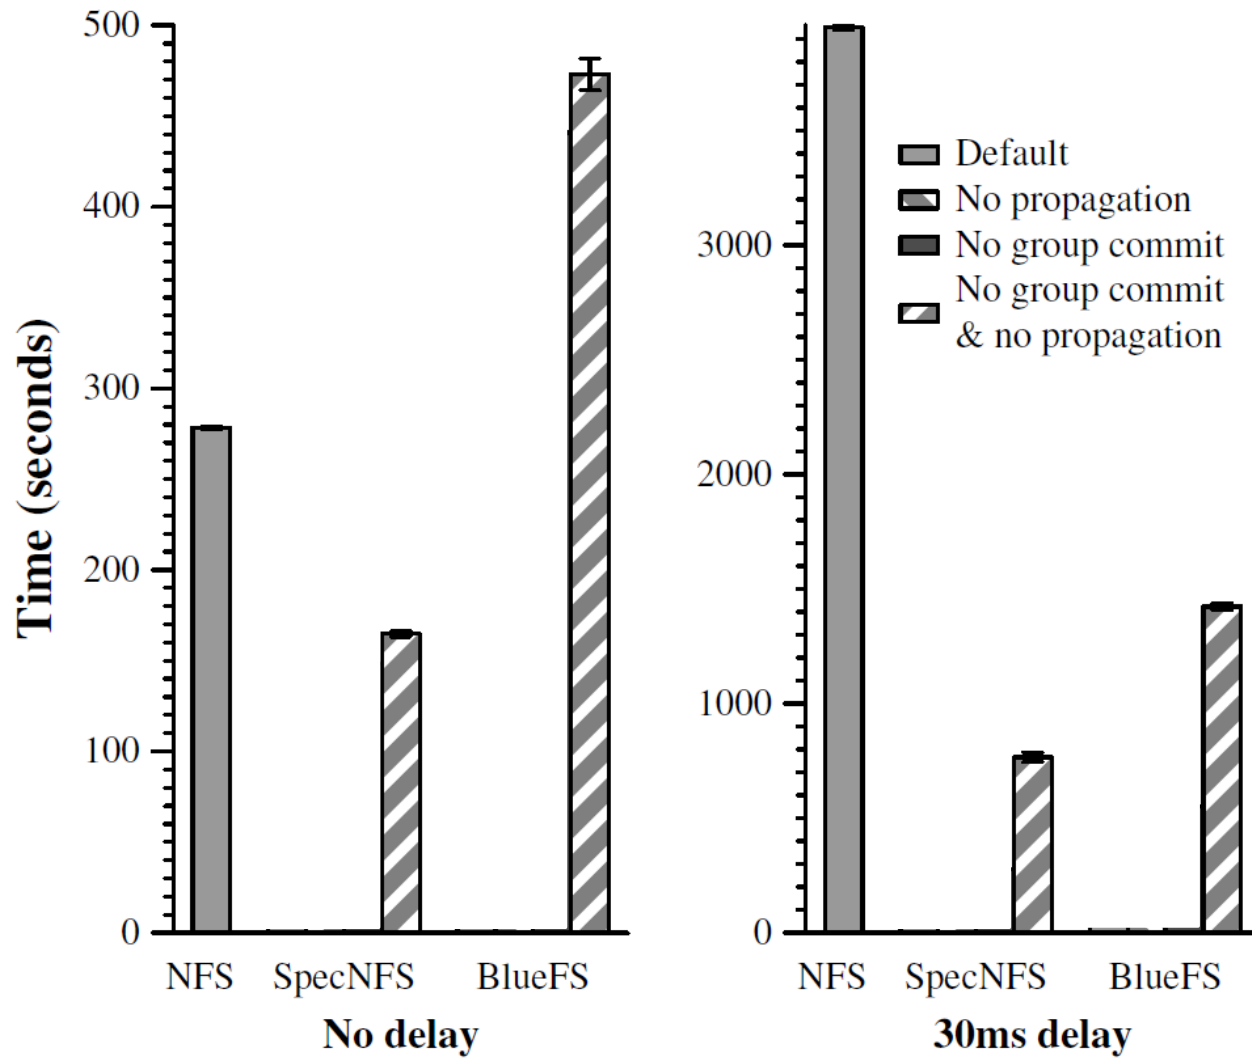 Time (seconds)
500
400
300
200
100
0
NFS SpecNFS BlueFS
No delay
3000
2000
1000
0
Default
No propagation
No group commit
No group commit
& no propagation
NFS SpecNFS BlueFS
30ms delay